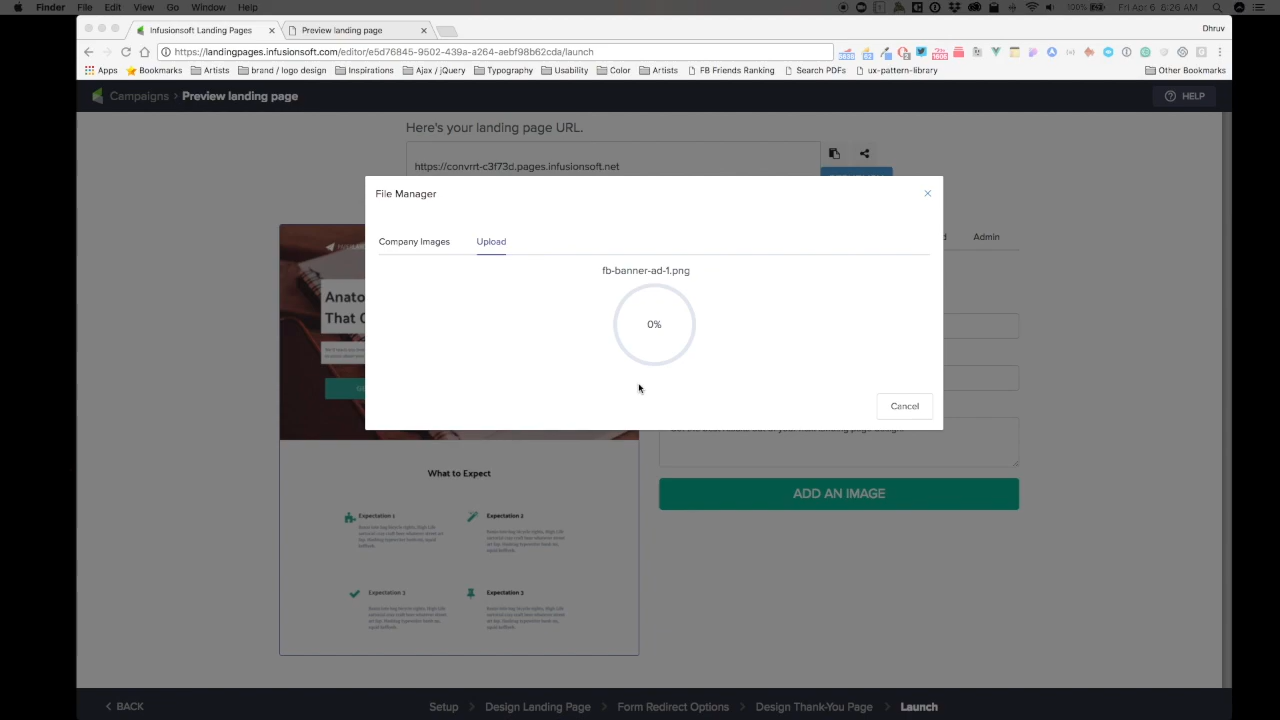 Finder File Edit View Go Window Help 100% Fri Apr 6 8:26 AM
Infusionsoft Landing Pages Preview landing page Dhruv
https://landingpages.infusionsoft.com/editor/e5d76845-9502-439a-a264-aebf98b62cda/launch
Apps Bookmarks Artists brand / logo design Inspirations Ajax / jQuery Typography Usability Color Artists FB Friends Ranking Search PDFs ux-pattern-library Other Bookmarks
Campaigns > Preview landing page HELP
Here's your landing page URL.
https://convrrt-c3f73d.pages.infusionsoft.net
File Manager
Company Images Upload
Admin
fb-banner-ad-1.png
0%
Cancel
Anato
That C
ADD AN IMAGE
What to Expect
Expectation 1 Expectation 2
Expectation 3 Expectation 3
BACK Setup > Design Landing Page > Form Redirect Options > Design Thank-You Page > Launch